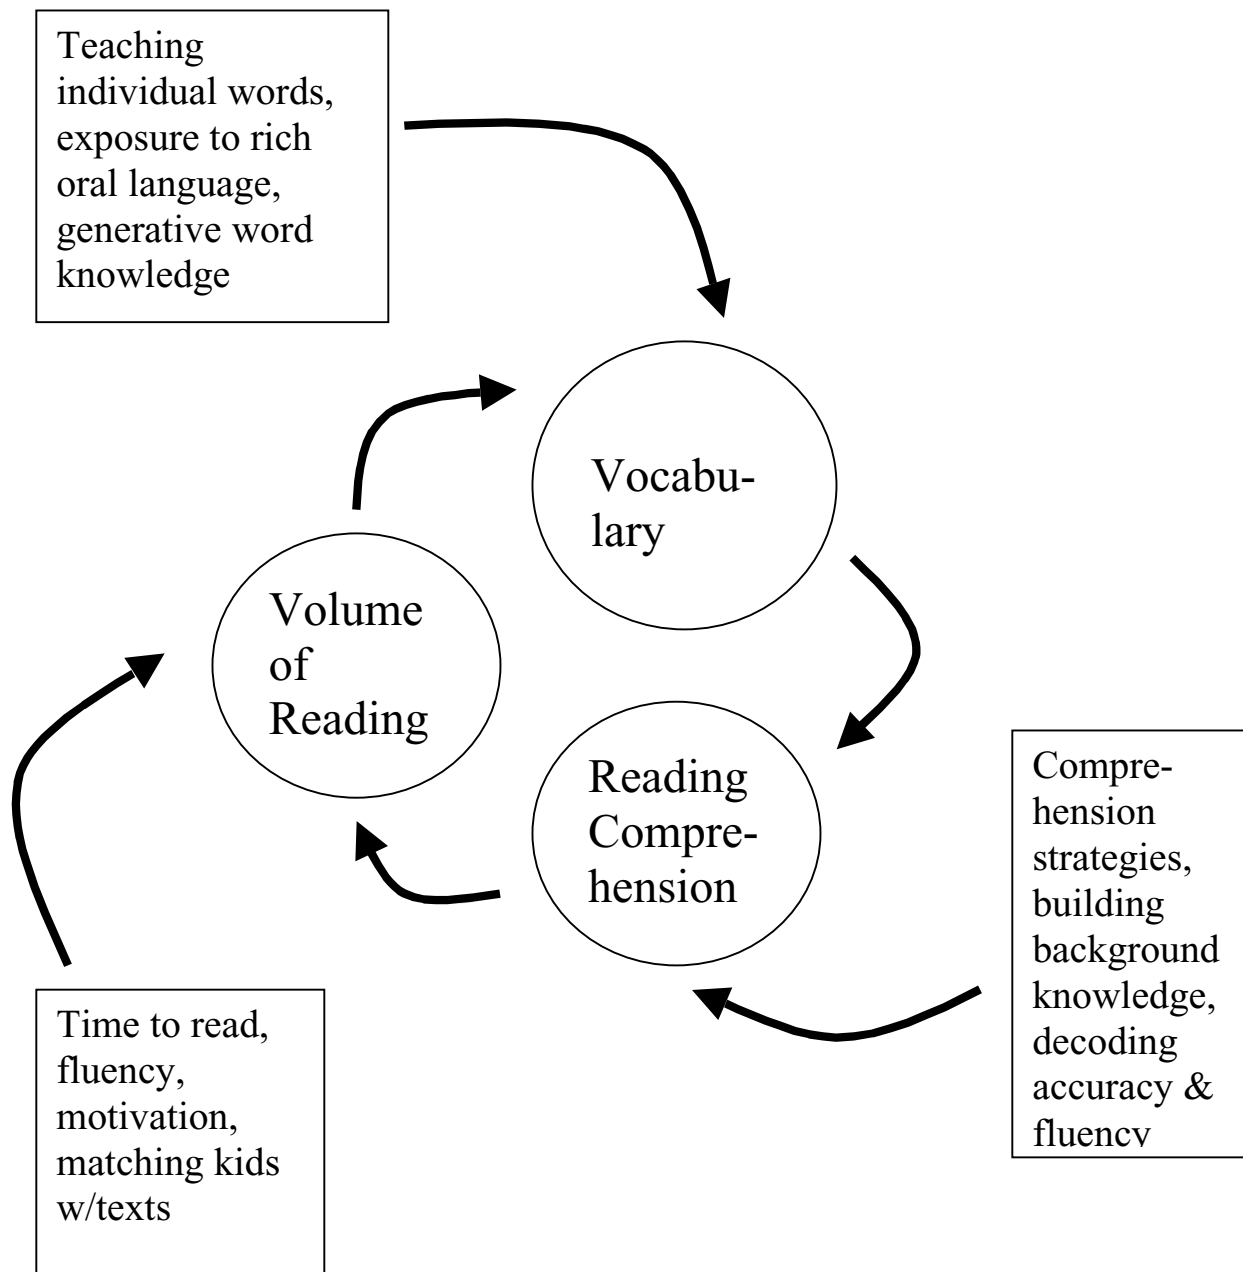 Teaching
individual words,
exposure to rich
oral language,
generative word
knowledge
Vocabu-
lary
Volume
of
Reading
Reading
Compre-
hension
Compre-
hension
strategies,
building
background
knowledge,
decoding
accuracy &
fluency
Time to read,
fluency,
motivation,
matching kids
w/texts